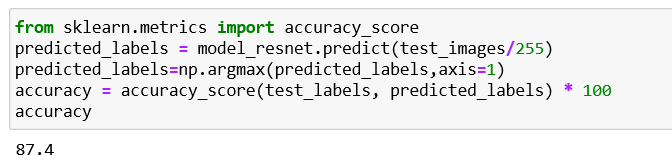 from sklearn.metrics import accuracy_score
predicted_labels = model_resnet.predict(test_images/255)
predicted_labels=np.argmax(predicted_labels,axis=1)
accuracy = accuracy_score(test_labels, predicted_labels) * 100
accuracy
87.4